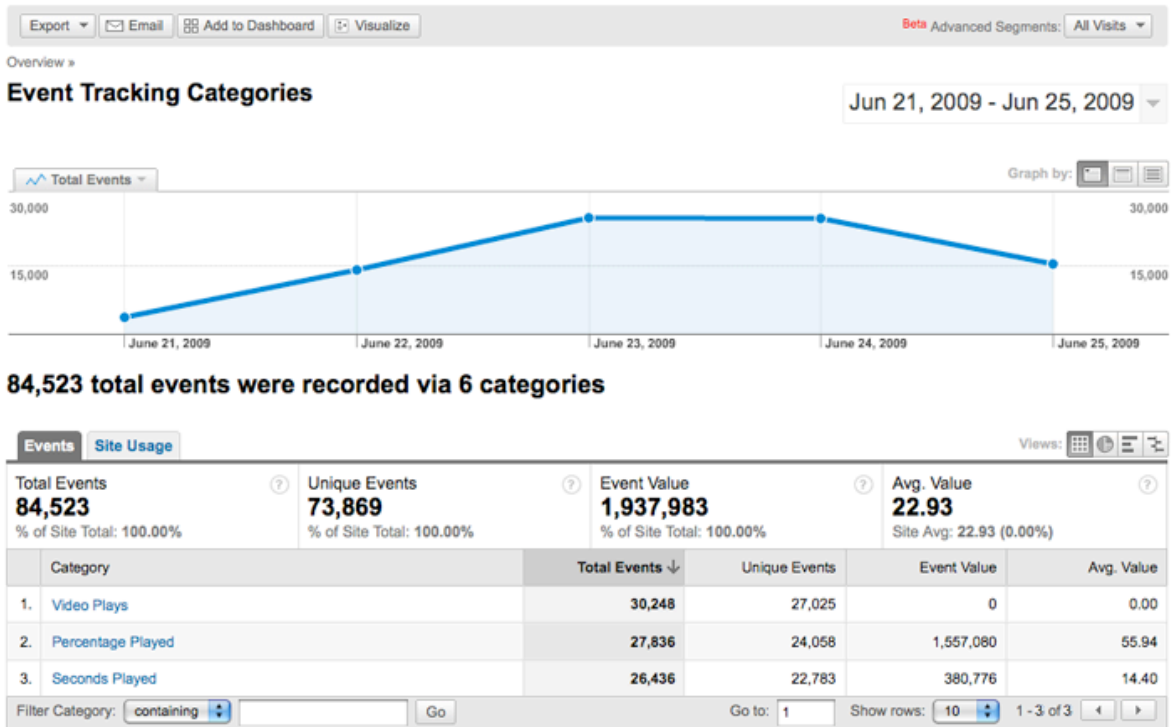 Export Email Add to Dashboard Visualize Beta Advanced Segments: All Visits
Overview »
Event Tracking Categories
Jun 21, 2009 - Jun 25, 2009
Total Events Graph by:
30,000 30,000
15,000 15,000
June 21, 2009 June 22, 2009 June 23, 2009 June 24, 2009 June 25, 2009
84,523 total events were recorded via 6 categories
Events Site Usage Views:
Total Events ? Unique Events ? Event Value ? Avg. Value ?
84,523 73,869 1,937,983 22.93
% of Site Total: 100.00% % of Site Total: 100.00% % of Site Total: 100.00% Site Avg: 22.93 (0.00%)
Category Total Events Unique Events Event Value Avg. Value
1. Video Plays 30,248 27,025 0 0.00
2. Percentage Played 27,836 24,058 1,557,080 55.94
3. Seconds Played 26,436 22,783 380,776 14.40
Filter Category: containing Go Go to: 1 Show rows: 10 1 - 3 of 3